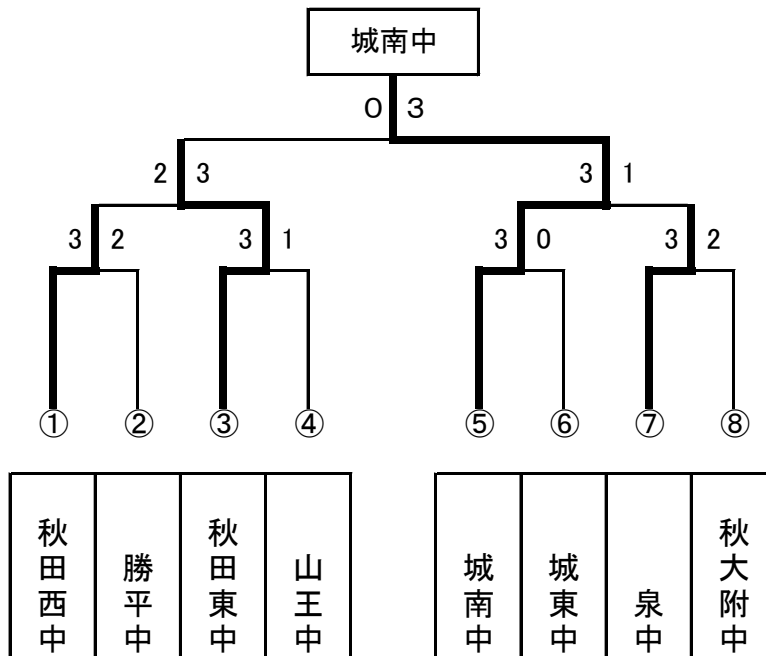 城南中
0 3
2 3 3 1
3 2 3 1 3 0 3 2
① ② ③ ④ ⑤ ⑥ ⑦ ⑧
秋田西中
勝平中
秋田東中
山王中
城南中
城東中
泉中
秋大附中